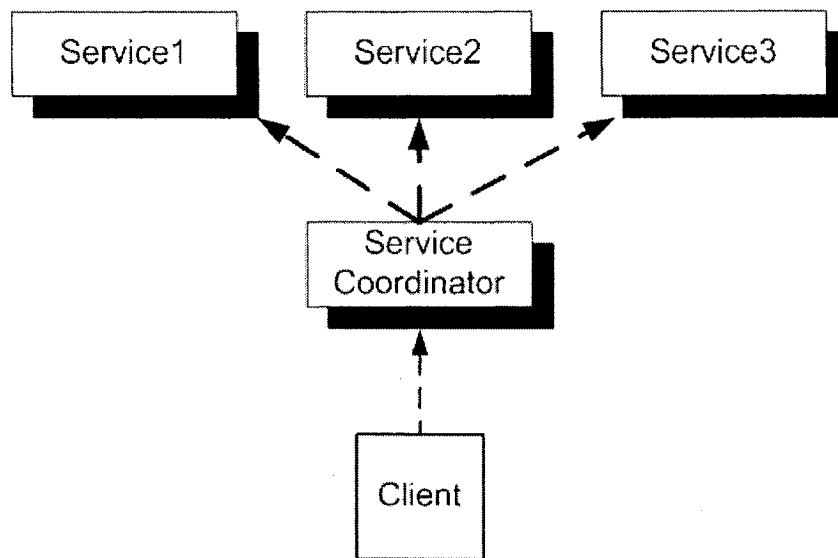 Service1
Service2
Service3
Service
Coordinator
Client